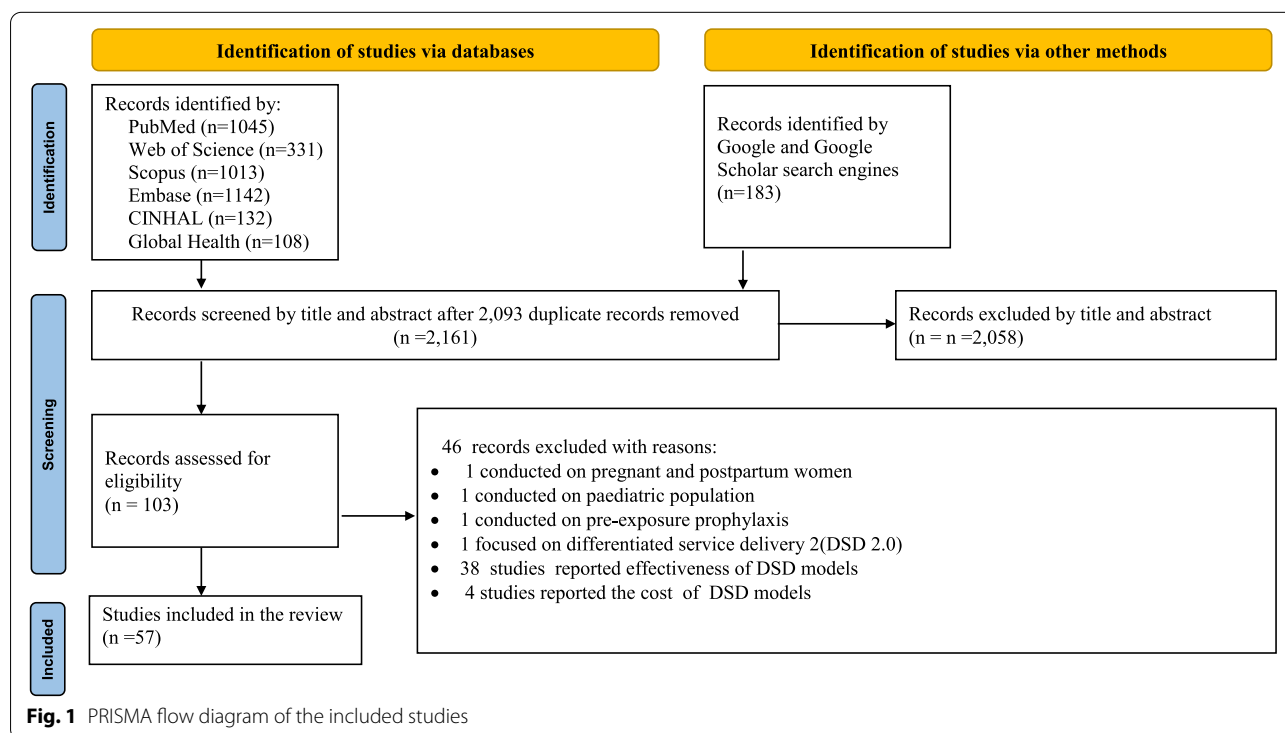 Identification of studies via databases
Identification of studies via other methods
Identification
Records identified by:
PubMed (n=1045)
Web of Science (n=331)
Scopus (n=1013)
Embase (n=1142)
CINHAL (n=132)
Global Health (n=108)
Records identified by
Google and Google
Scholar search engines
(n=183)
Screening
Records screened by title and abstract after 2,093 duplicate records removed
(n =2,161)
Records excluded by title and abstract
(n = n =2,058)
Records assessed for
eligibility
(n = 103)
46 records excluded with reasons:
• 1 conducted on pregnant and postpartum women
• 1 conducted on paediatric population
• 1 conducted on pre-exposure prophylaxis
• 1 focused on differentiated service delivery 2(DSD 2.0)
• 38 studies reported effectiveness of DSD models
• 4 studies reported the cost of DSD models
Included
Studies included in the review
(n =57)
Fig. 1 PRISMA flow diagram of the included studies